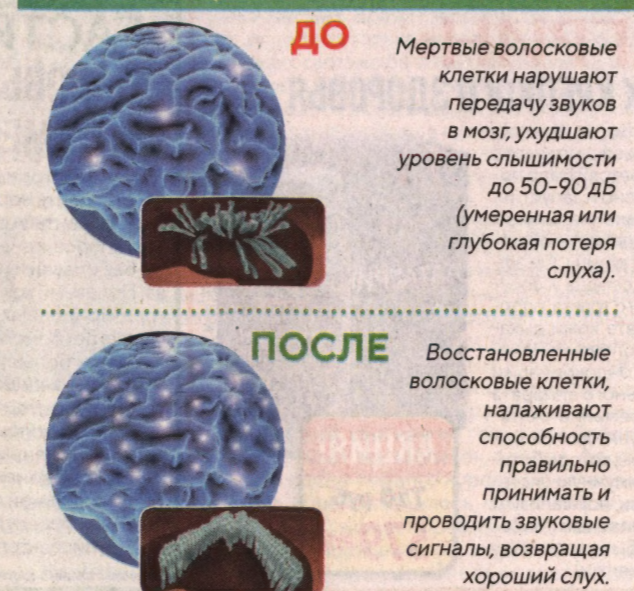 ДО
Мертвые волосковые
клетки нарушают
передачу звуков
в мозг, ухудшают
уровень слышимости
до 50-90 дБ
(умеренная или
глубокая потеря
слуха).
ПОСЛЕ
Восстановленные
волосковые клетки,
налаживают
способность
правильно
принимать и
проводить звуковые
сигналы, возвращая
хороший слух.
АКЦИЯ!